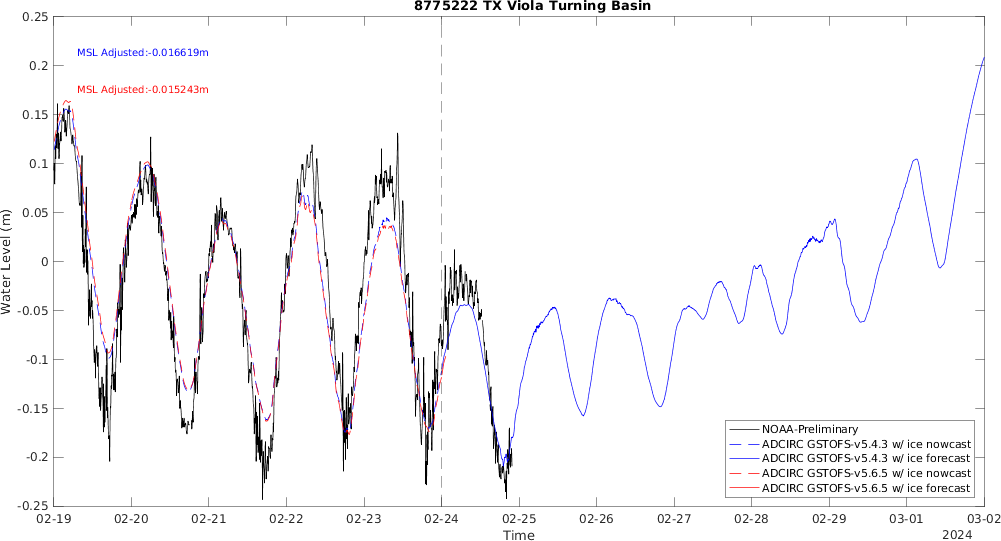 8775222 TX Viola Turning Basin
MSL Adjusted:-0.016619m
MSL Adjusted:-0.015243m
Water Level (m)
0.25
0.2
0.15
0.1
0.05
0
-0.05
-0.1
-0.15
-0.2
-0.25
NOAA-Preliminary
ADCIRC GSTOFS-v5.4.3 w/ ice nowcast
ADCIRC GSTOFS-v5.4.3 w/ ice forecast
ADCIRC GSTOFS-v5.6.5 w/ ice nowcast
ADCIRC GSTOFS-v5.6.5 w/ ice forecast
02-19 02-20 02-21 02-22 02-23 02-24 02-25 02-26 02-27 02-28 02-29 03-01 03-02
Time
2024